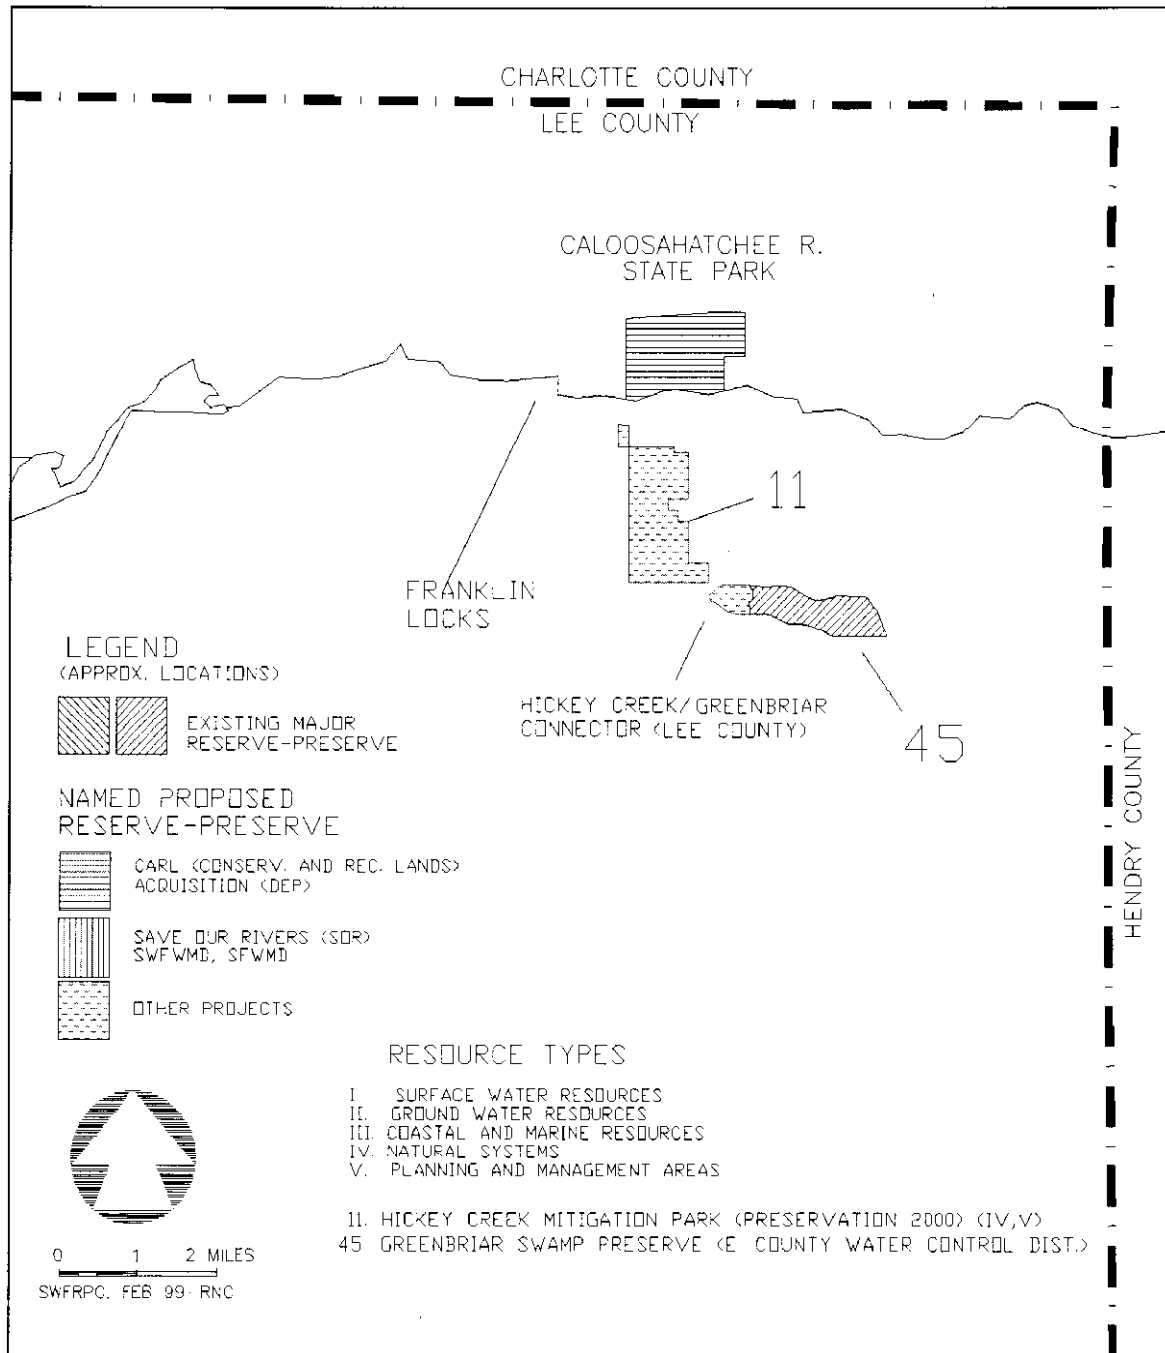 CHARLOTTE COUNTY
LEE COUNTY
CALOOSAHATCHEE R.
STATE PARK
11
FRANKLIN
LOCKS
HICKEY CREEK/GREENBRIAR
CONNECTOR (LEE COUNTY)
45
HENDRY COUNTY
LEGEND
(APPROX. LOCATIONS)
EXISTING MAJOR
RESERVE-PRESERVE
NAMED PROPOSED
RESERVE-PRESERVE
CARL (CONSERV. AND REC. LANDS)
ACQUISITION (DEP)
SAVE OUR RIVERS (SOR)
SWFWMD, SFWMD
OTHER PROJECTS
RESOURCE TYPES
I SURFACE WATER RESOURCES
II. GROUND WATER RESOURCES
III. COASTAL AND MARINE RESOURCES
IV. NATURAL SYSTEMS
V. PLANNING AND MANAGEMENT AREAS
11. HICKEY CREEK MITIGATION PARK (PRESERVATION 2000) (IV,V)
45 GREENBRIAR SWAMP PRESERVE (E COUNTY WATER CONTROL DIST.)
0 1 2 MILES
SWFRPC, FEB 99- RNC